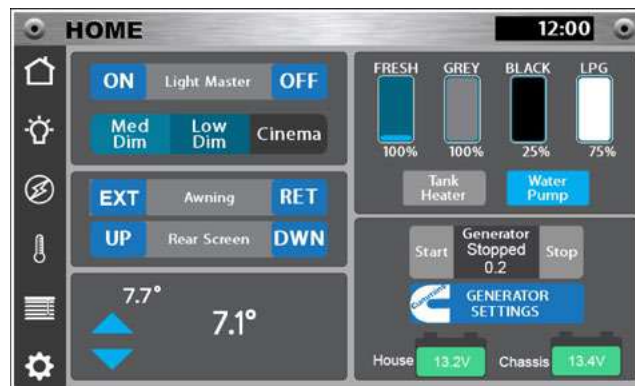 HOME
12:00
ON Light Master OFF
Med Dim Low Dim Cinema
EXT Awning RET
UP Rear Screen DWN
7.7°
7.1°
FRESH GREY BLACK LPG
100% 100% 25% 75%
Tank Heater
Water Pump
Start
Generator
Stopped
0.2
Stop
Cummins
GENERATOR
SETTINGS
House 13.2V Chassis 13.4V